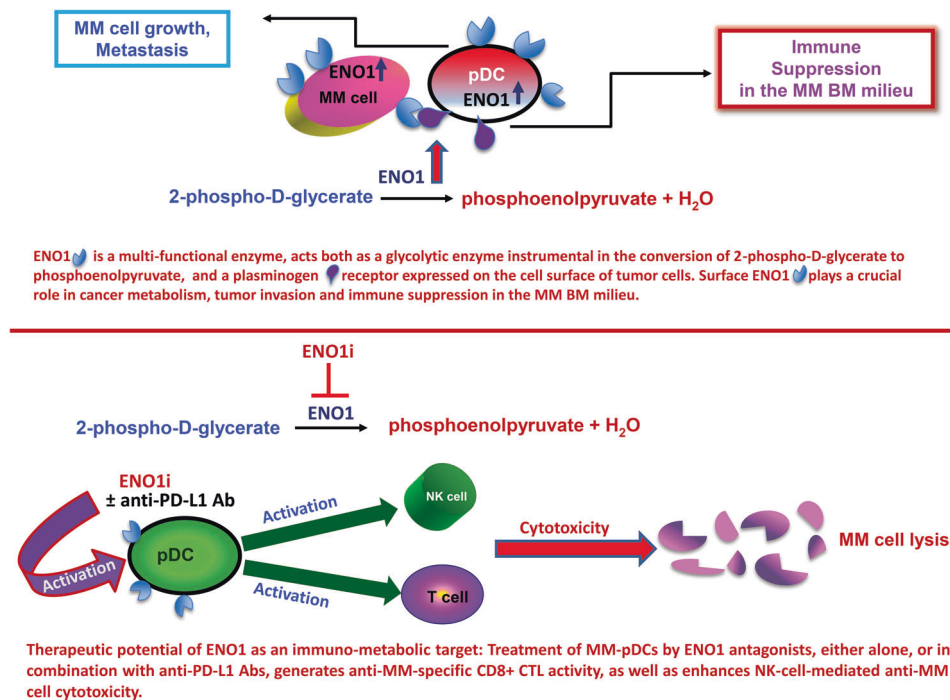 MM cell growth,
Metastasis
ENO1
MM cell
pDC
ENO1
Immune
Suppression
in the MM BM milieu
ENO1
2-phospho-D-glycerate
phosphoenolpyruvate + H₂O
ENO1 is a multi-functional enzyme, acts both as a glycolytic enzyme instrumental in the conversion of 2-phospho-D-glycerate to
phosphoenolpyruvate, and a plasminogen receptor expressed on the cell surface of tumor cells. Surface ENO1 plays a crucial
role in cancer metabolism, tumor invasion and immune suppression in the MM BM milieu.
ENO1i
ENO1
2-phospho-D-glycerate
phosphoenolpyruvate + H₂O
ENO1i
± anti-PD-L1 Ab
Activation
pDC
Activation
NK cell
Activation
T cell
Cytotoxicity
MM cell lysis
Therapeutic potential of ENO1 as an immuno-metabolic target: Treatment of MM-pDCs by ENO1 antagonists, either alone, or in
combination with anti-PD-L1 Abs, generates anti-MM-specific CD8+ CTL activity, as well as enhances NK-cell-mediated anti-MM
cell cytotoxicity.